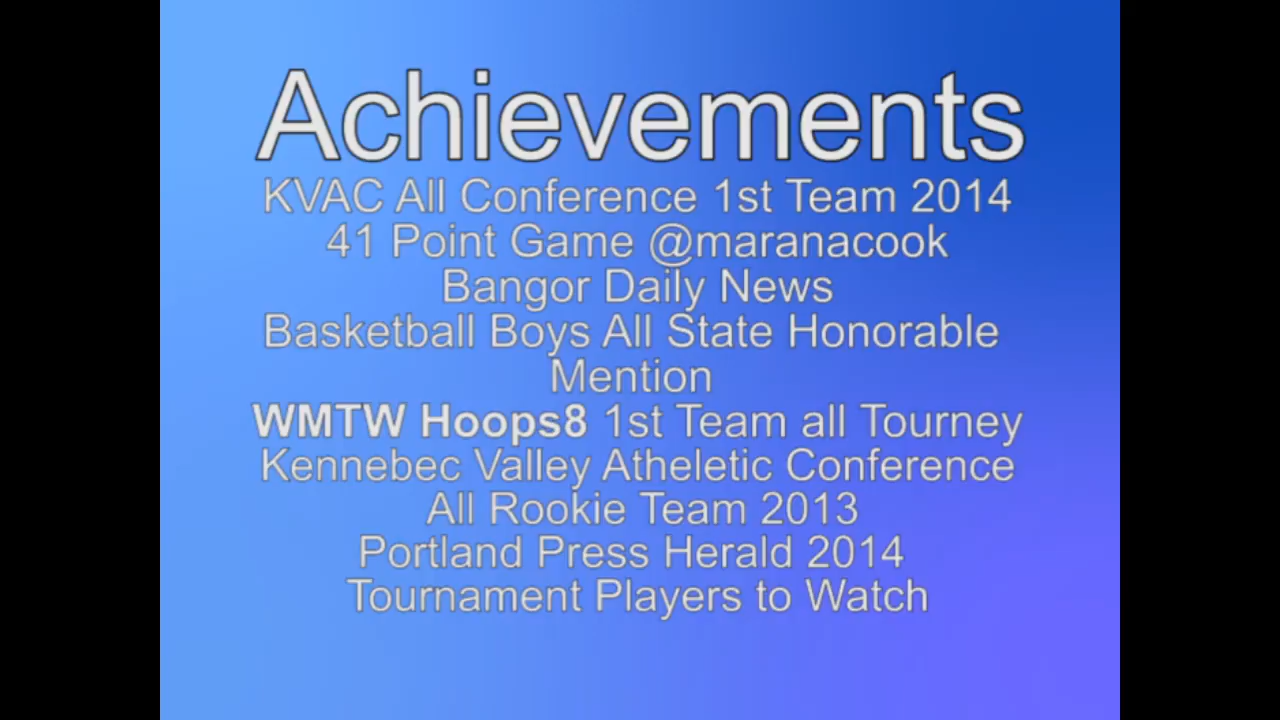 Achievements
KVAC All Conference 1st Team 2014
41 Point Game @maranacook
Bangor Daily News
Basketball Boys All State Honorable
Mention
WMTW Hoops8 1st Team all Tourney
Kennebec Valley Atheletic Conference
All Rookie Team 2013
Portland Press Herald 2014
Tournament Players to Watch